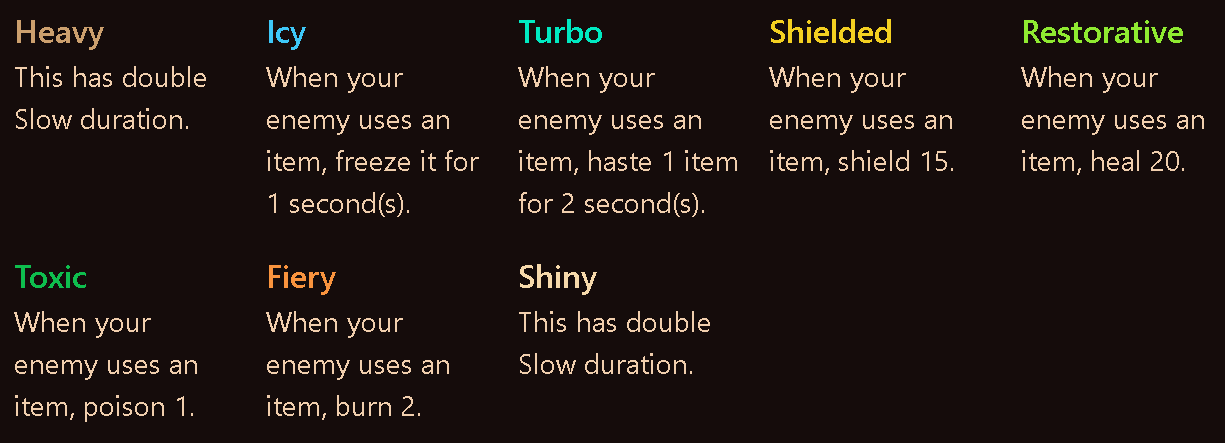 Heavy
This has double
Slow duration.
Icy
When your
enemy uses an
item, freeze it for
1 second(s).
Turbo
When your
enemy uses an
item, haste 1 item
for 2 second(s).
Shielded
When your
enemy uses an
item, shield 15.
Restorative
When your
enemy uses an
item, heal 20.
Toxic
When your
enemy uses an
item, poison 1.
Fiery
When your
enemy uses an
item, burn 2.
Shiny
This has double
Slow duration.